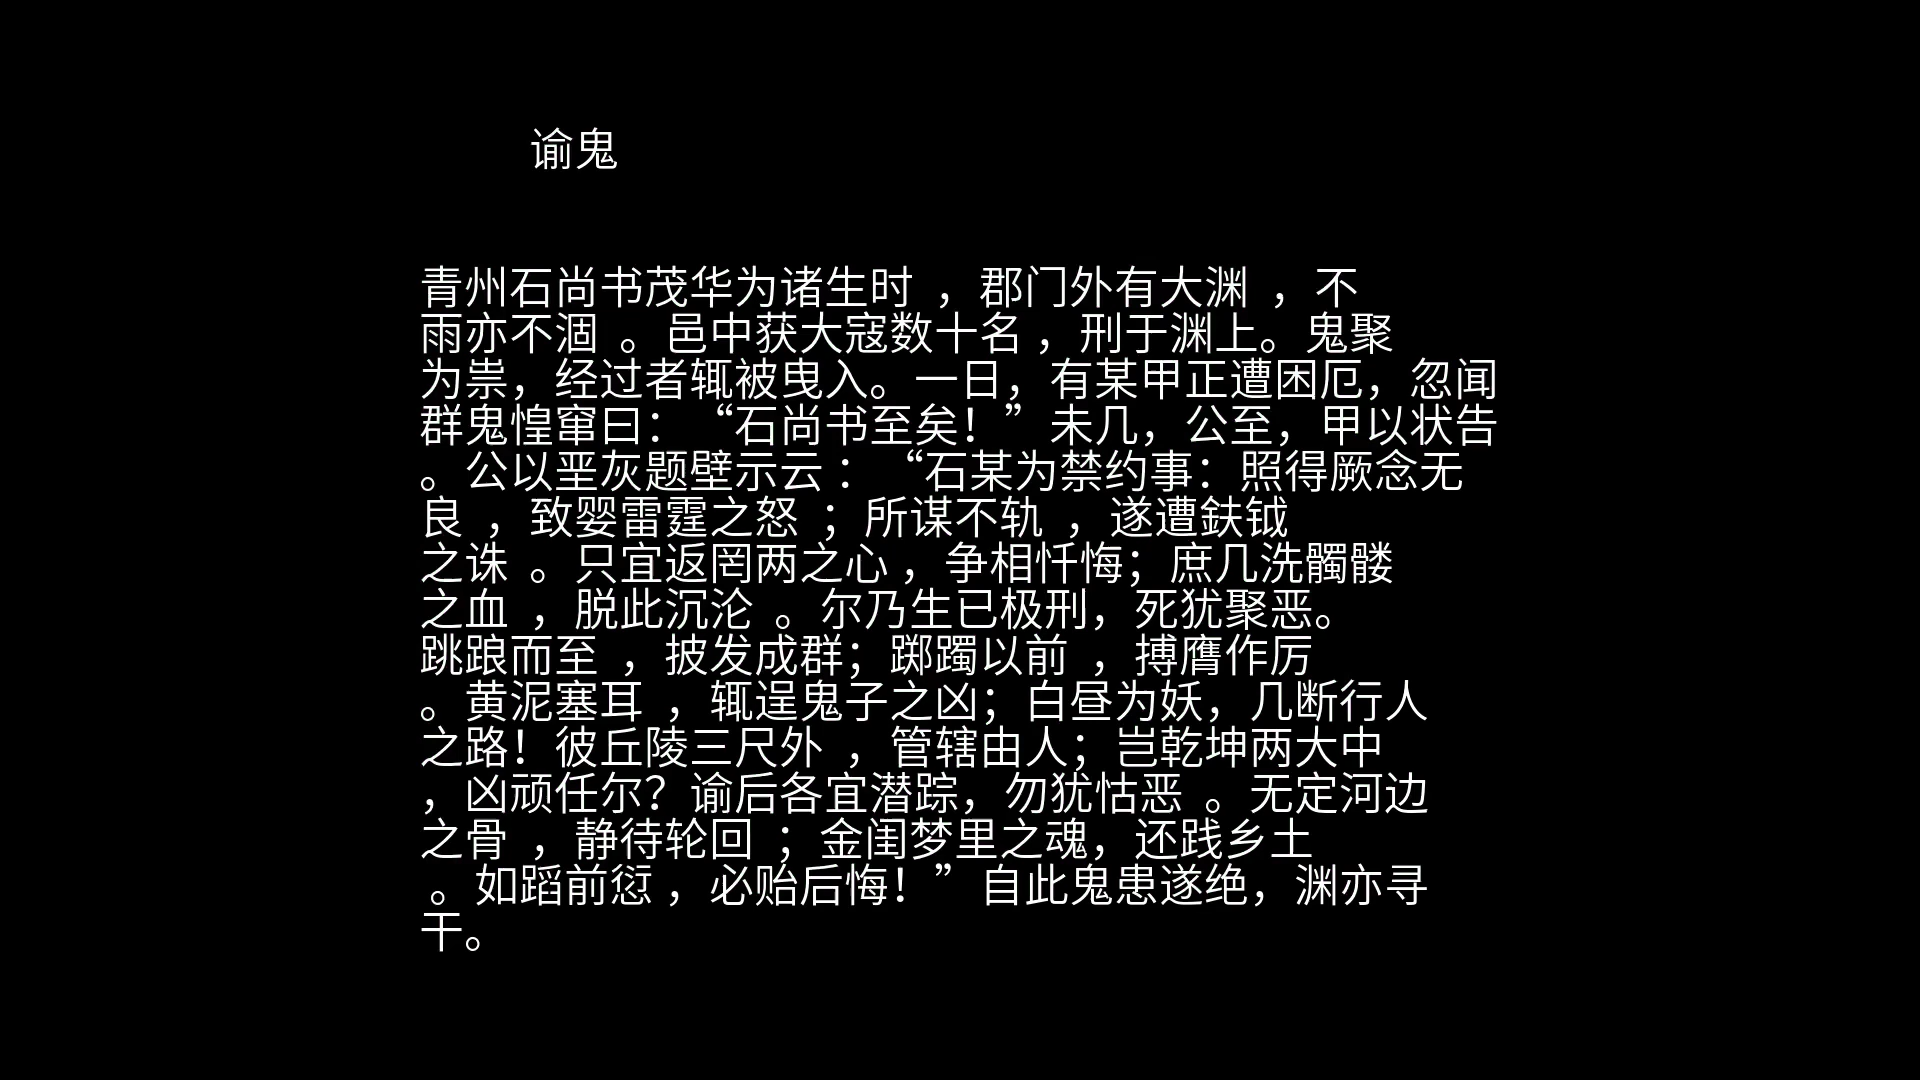 谕鬼
青州石尚书茂华为诸生时 ，郡门外有大渊 ，不
雨亦不涸 。邑中获大寇数十名 ，刑于渊上。鬼聚
为祟，经过者辄被曳入。一日，有某甲正遭困厄，忽闻
群鬼惶窜曰： “石尚书至矣！” 未几，公至，甲以状告
。公以垩灰题壁示云 ： “石某为禁约事：照得厥念无
良 ，致婴雷霆之怒 ；所谋不轨 ，遂遭鈇钺
之诛 。只宜返罔两之心 ，争相忏悔；庶几洗髑髅
之血 ，脱此沉沦 。尔乃生已极刑，死犹聚恶。
跳踉而至 ，披发成群；踯躅以前 ，搏膺作厉
。黄泥塞耳 ，辄逞鬼子之凶；白昼为妖，几断行人
之路！彼丘陵三尺外 ，管辖由人；岂乾坤两大中
，凶顽任尔？谕后各宜潜踪，勿犹怙恶 。无定河边
之骨 ，静待轮回 ；金闺梦里之魂，还践乡土
。如蹈前愆 ，必贻后悔！” 自此鬼患遂绝，渊亦寻
干。